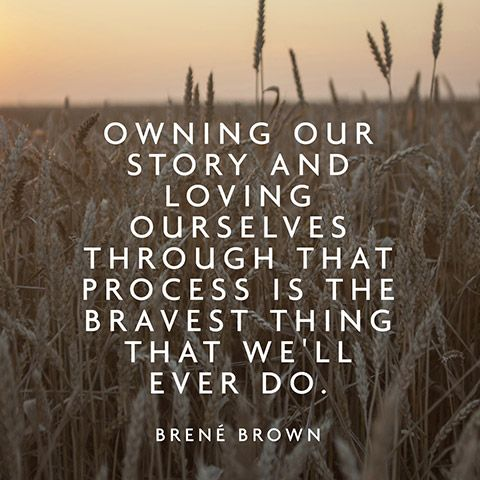 OWNING OUR
STORY AND
LOVING
OURSELVES
THROUGH THAT
PROCESS IS THE
BRAVEST THING
THAT WE'LL
EVER DO.
BRENÉ BROWN